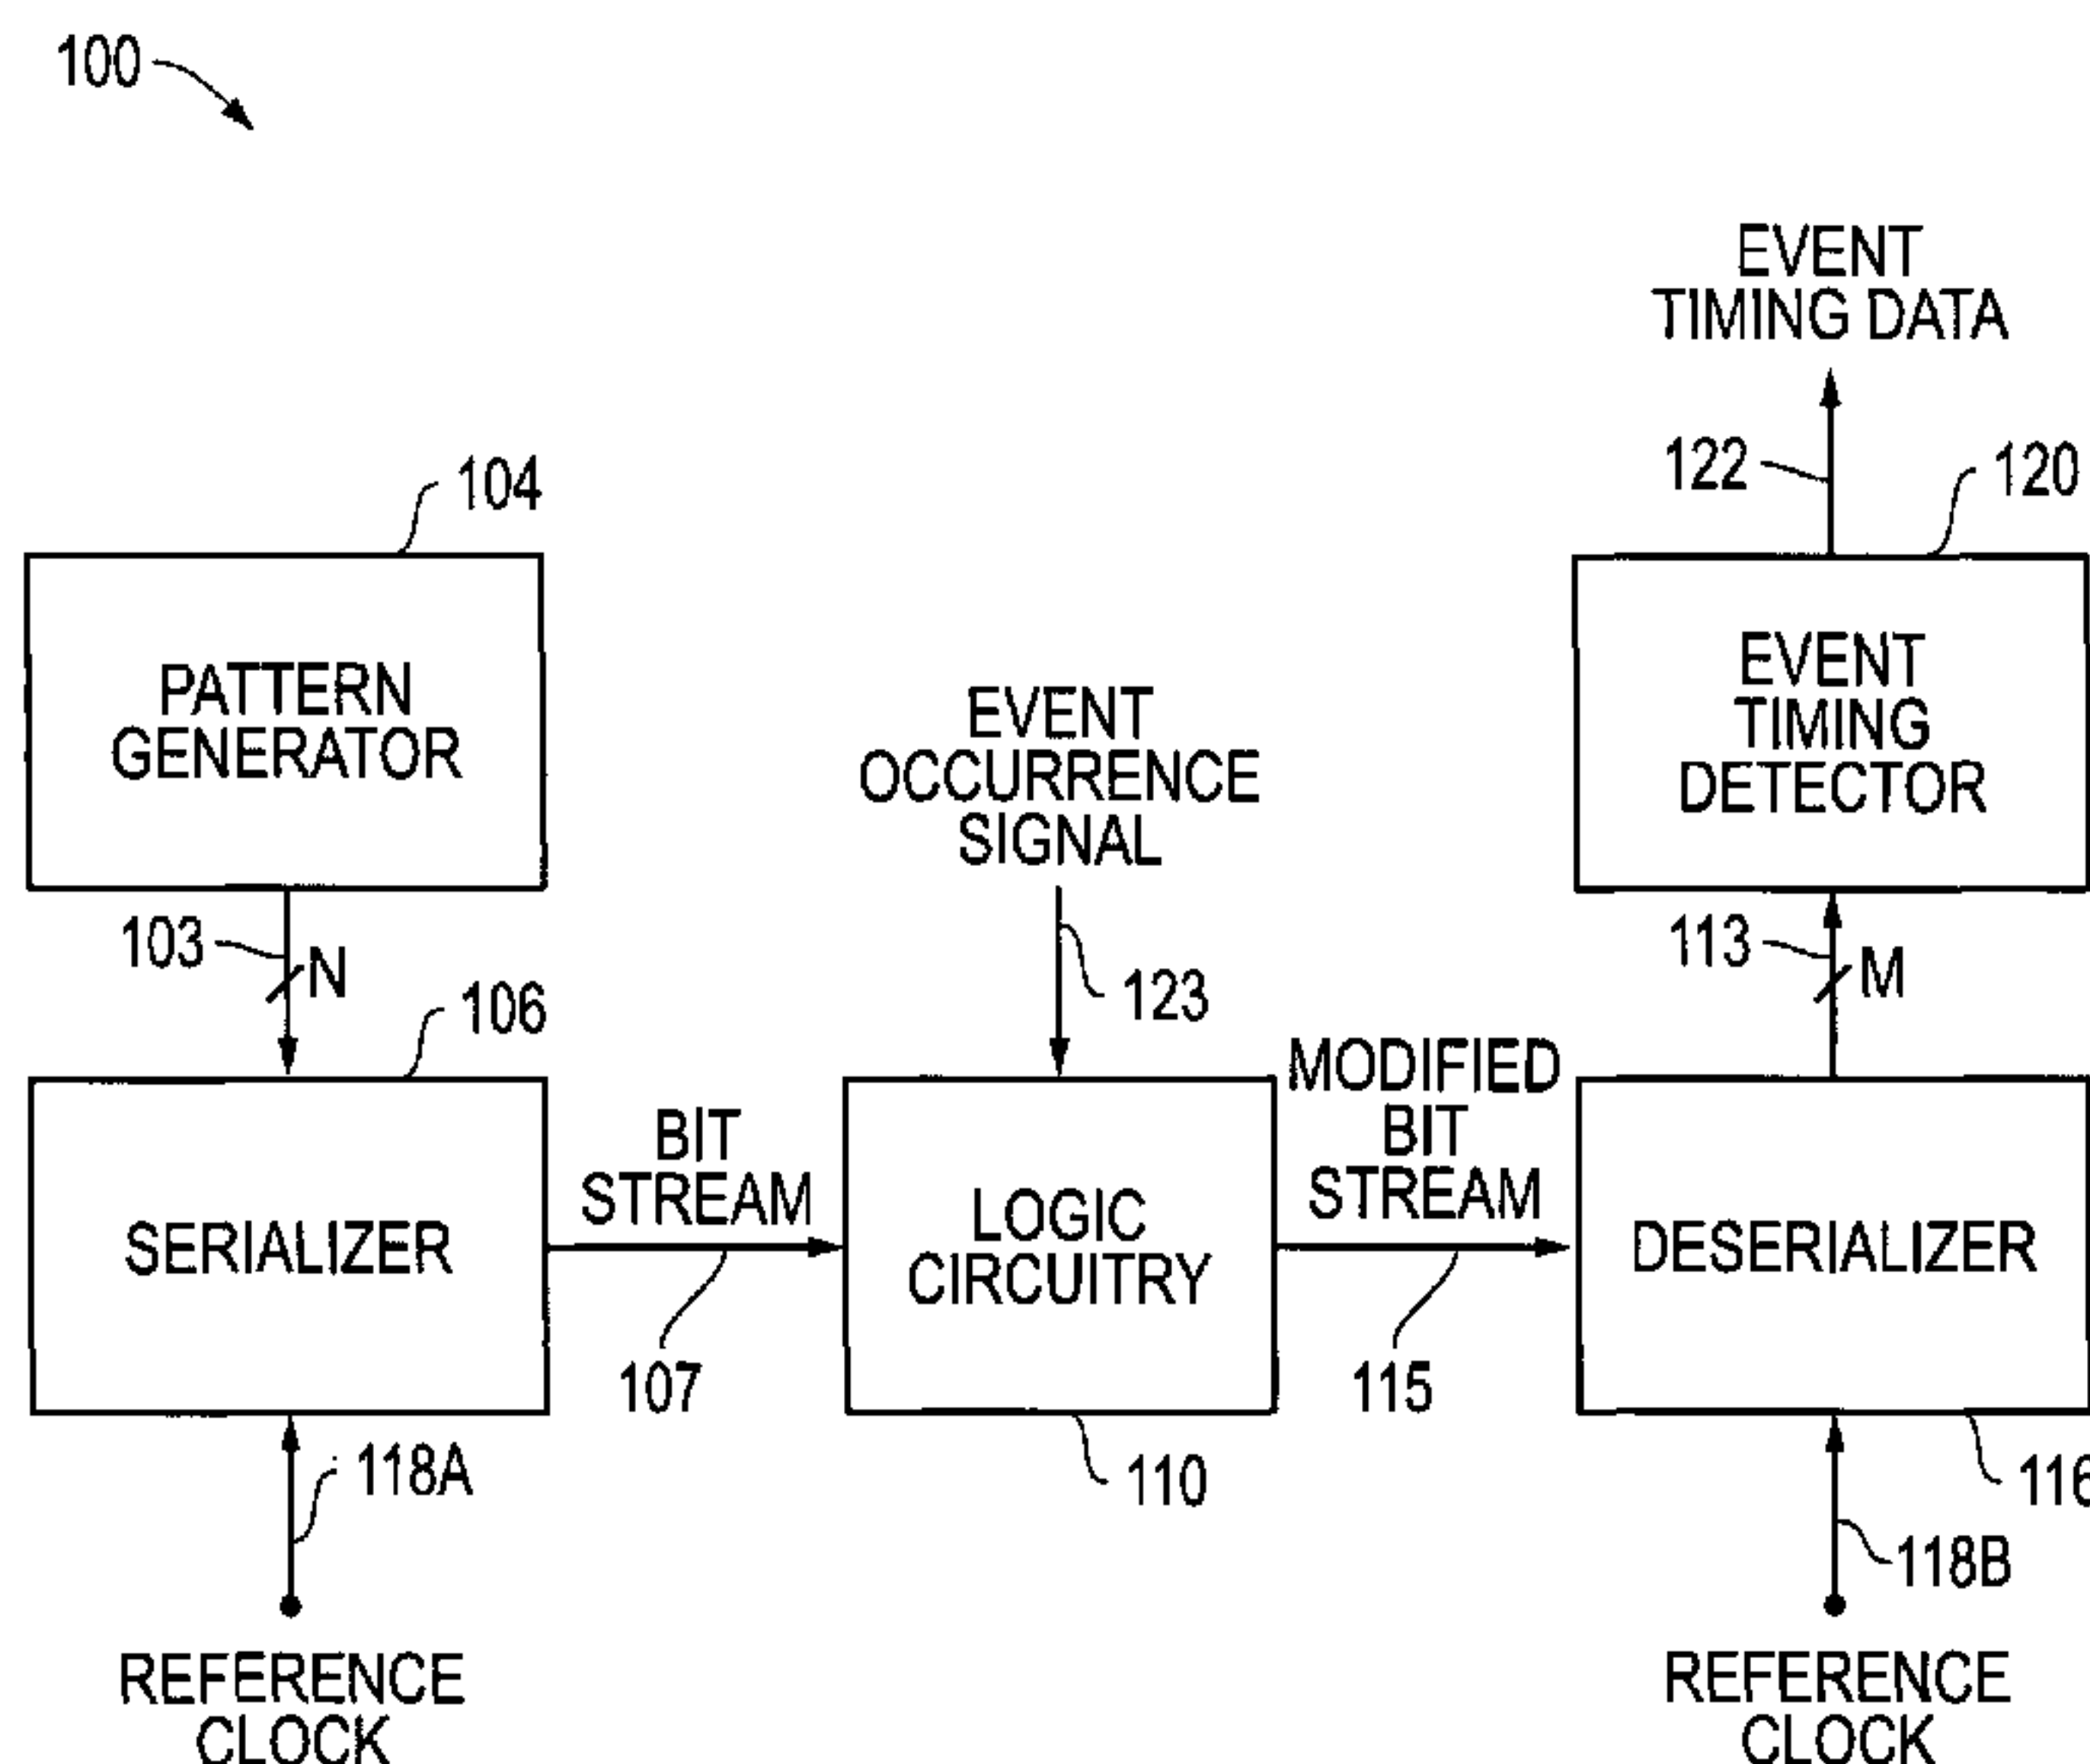 100
EVENT
TIMING DATA
122
120
104
PATTERN
GENERATOR
EVENT
OCCURRENCE
SIGNAL
EVENT
TIMING
DETECTOR
103
N
106
123
113
M
SERIALIZER
BIT
STREAM
107
LOGIC
CIRCUITRY
MODIFIED
BIT
STREAM
115
DESERIALIZER
118A
110
116
118B
REFERENCE
CLOCK
REFERENCE
CLOCK